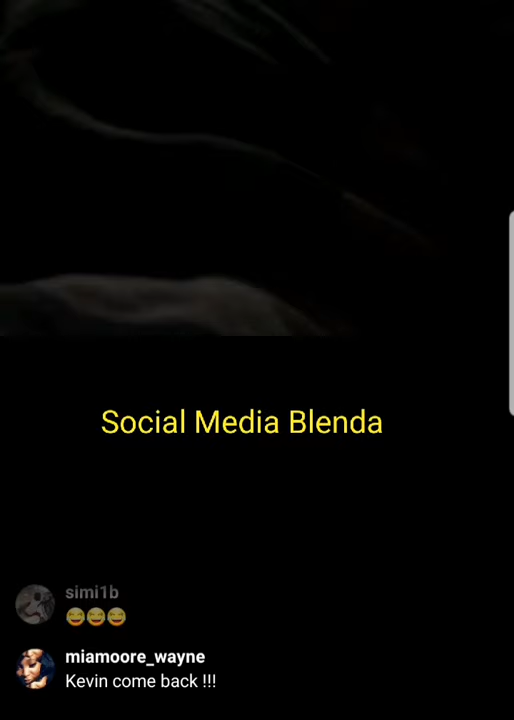 Social Media Blenda
simi1b
😂😂😂
miamoore_wayne
Kevin come back !!!